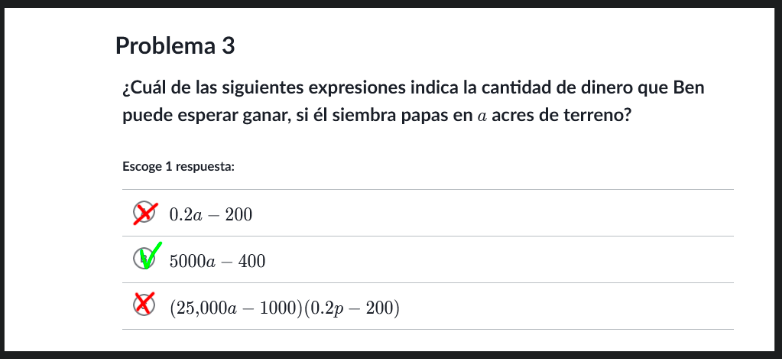 Problema 3
¿Cuál de las siguientes expresiones indica la cantidad de dinero que Ben
puede esperar ganar, si él siembra papas en a acres de terreno?
Escoge 1 respuesta:
0.2a − 200
5000a − 400
(25,000a − 1000)(0.2p − 200)